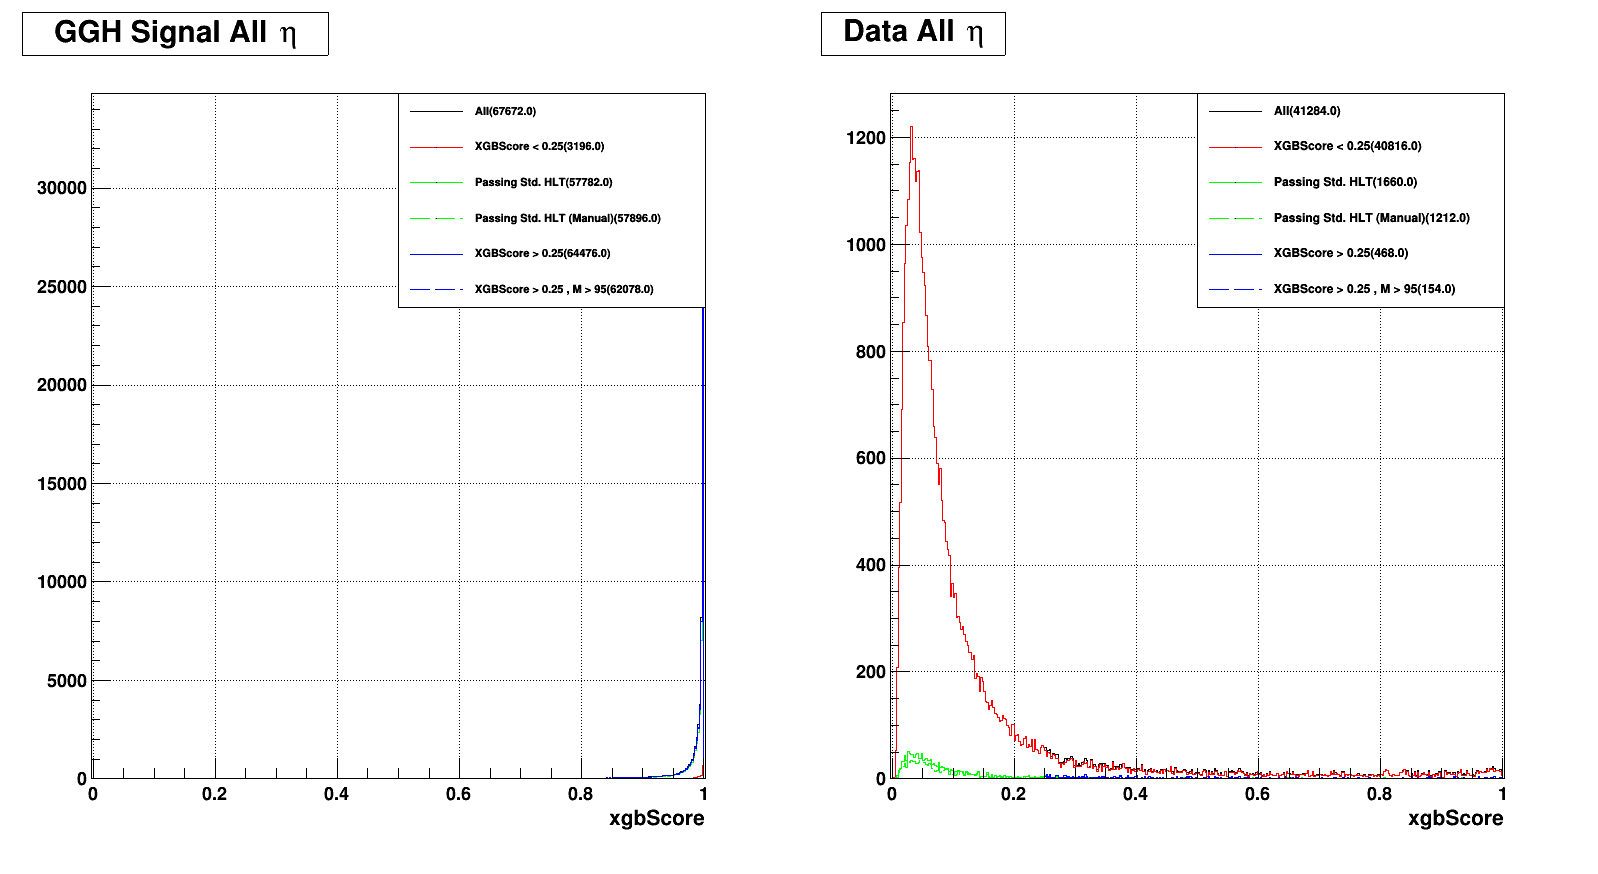 GGH Signal All η
All(67672.0)
XGBScore < 0.25(3196.0)
Passing Std. HLT(57782.0)
Passing Std. HLT (Manual)(57896.0)
XGBScore > 0.25(64476.0)
XGBScore > 0.25 , M > 95(62078.0)
30000
25000
20000
15000
10000
5000
0
0 0.2 0.4 0.6 0.8 1
xgbScore
Data All η
All(41284.0)
XGBScore < 0.25(40816.0)
Passing Std. HLT(1660.0)
Passing Std. HLT (Manual)(1212.0)
XGBScore > 0.25(468.0)
XGBScore > 0.25 , M > 95(154.0)
1200
1000
800
600
400
200
0
0 0.2 0.4 0.6 0.8 1
xgbScore